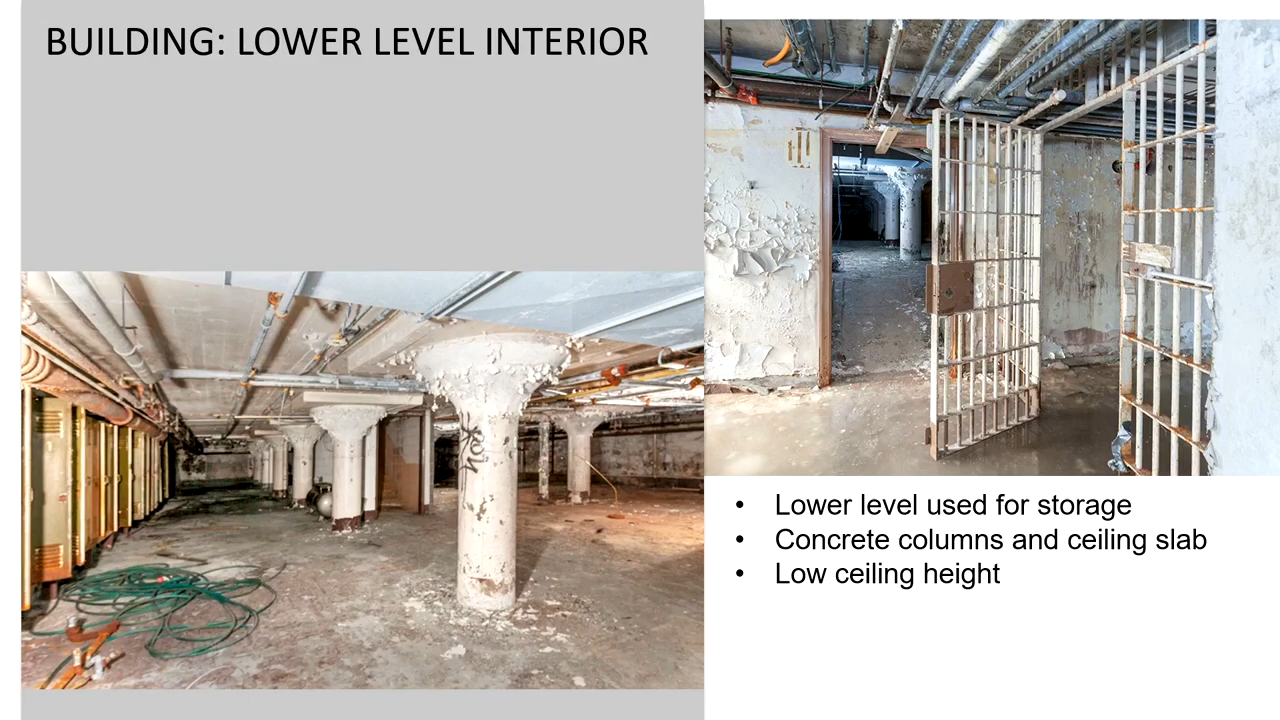 BUILDING: LOWER LEVEL INTERIOR
• Lower level used for storage
• Concrete columns and ceiling slab
• Low ceiling height